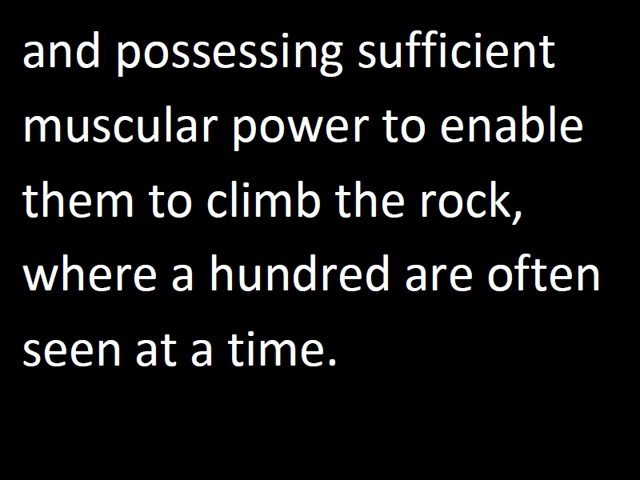 and possessing sufficient
muscular power to enable
them to climb the rock,
where a hundred are often
seen at a time.